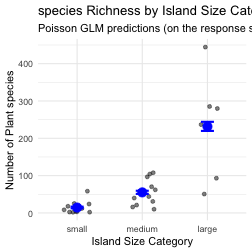 species Richness by Island Size Cate
Poisson GLM predictions (on the response s
Number of Plant species
400
300
200
100
0
small medium large
Island Size Category